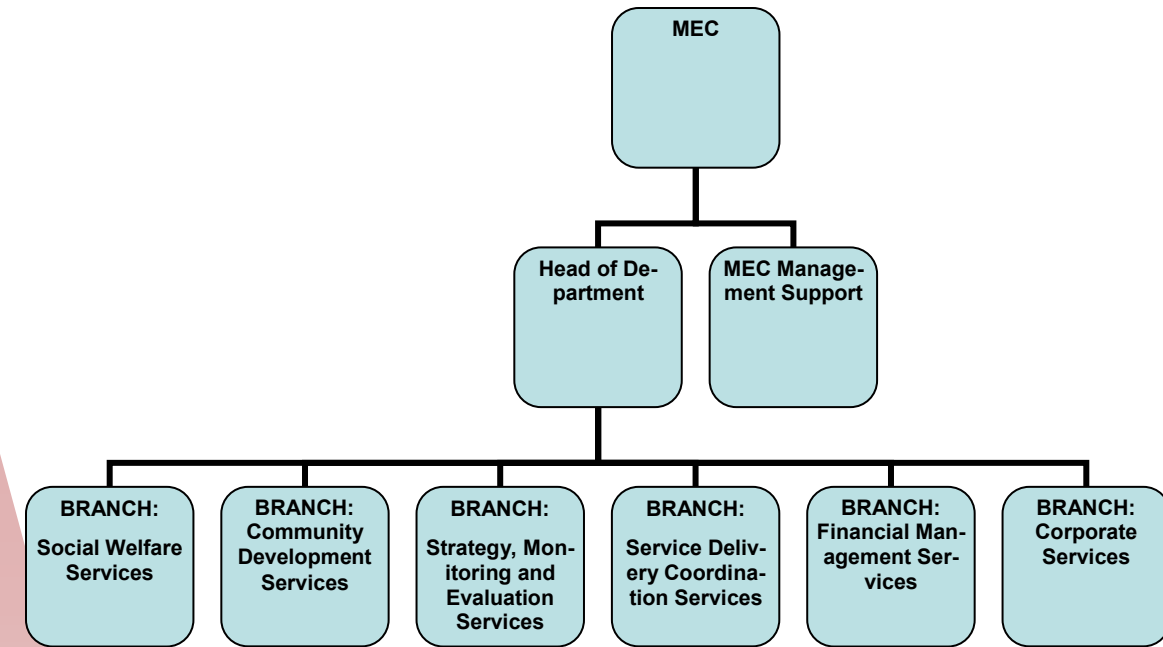 MEC
Head of De-
partment
MEC Manage-
ment Support
BRANCH:
Social Welfare
Services
BRANCH:
Community
Development
Services
BRANCH:
Strategy, Mon-
itoring and
Evaluation
Services
BRANCH:
Service Deliv-
ery Coordina-
tion Services
BRANCH:
Financial Man-
agement Ser-
vices
BRANCH:
Corporate
Services